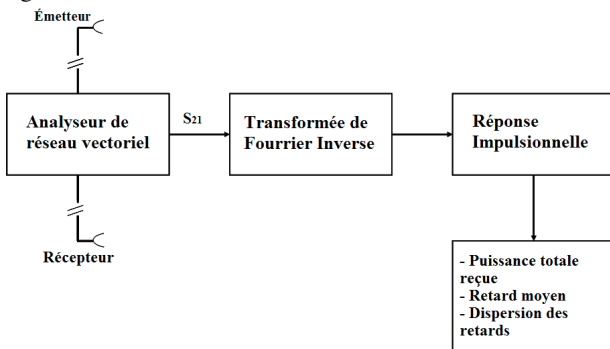 Émetteur
Analyseur de
réseau vectoriel
S21
Transformée de
Fourrier Inverse
Réponse
Impulsionnelle
Récepteur
- Puissance totale
reçue
- Retard moyen
- Dispersion des
retards